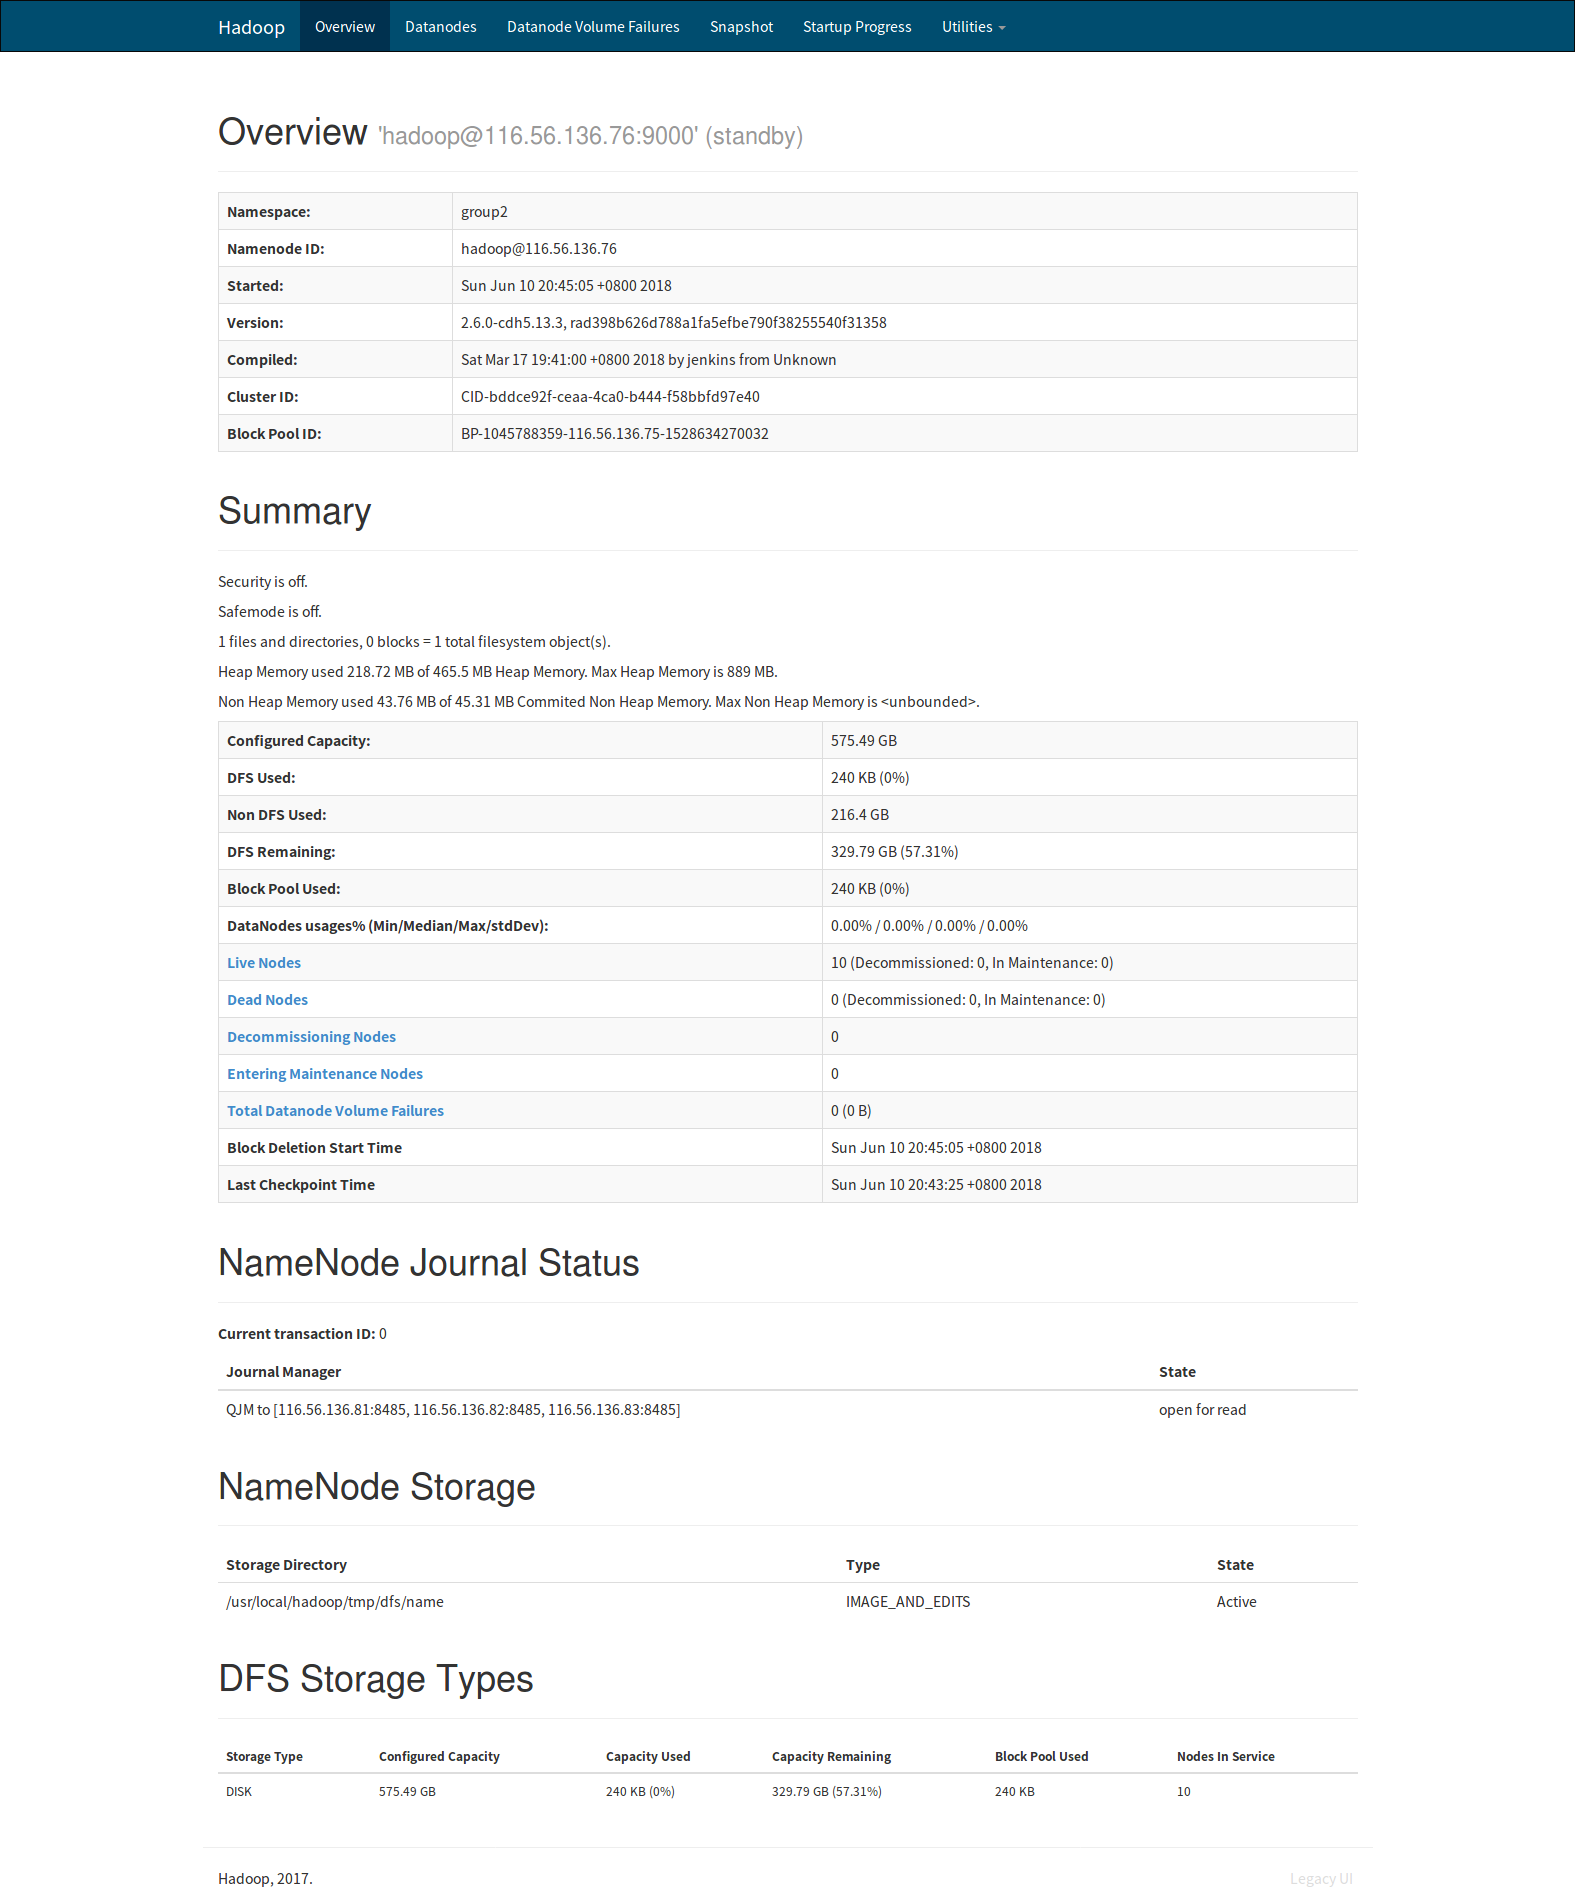 Hadoop Overview Datanodes Datanode Volume Failures Snapshot Startup Progress Utilities
Overview 'hadoop@116.56.136.76:9000' (standby)
Namespace: group2
Namenode ID: hadoop@116.56.136.76
Started: Sun Jun 10 20:45:05 +0800 2018
Version: 2.6.0-cdh5.13.3, rad398b626d788a1fa5efbe790f38255540f31358
Compiled: Sat Mar 17 19:41:00 +0800 2018 by jenkins from Unknown
Cluster ID: CID-bddce92f-ceaa-4ca0-b444-f58bbfd97e40
Block Pool ID: BP-1045788359-116.56.136.75-1528634270032
Summary
Security is off.
Safemode is off.
1 files and directories, 0 blocks = 1 total filesystem object(s).
Heap Memory used 218.72 MB of 465.5 MB Heap Memory. Max Heap Memory is 889 MB.
Non Heap Memory used 43.76 MB of 45.31 MB Commited Non Heap Memory. Max Non Heap Memory is <unbounded>.
Configured Capacity: 575.49 GB
DFS Used: 240 KB (0%)
Non DFS Used: 216.4 GB
DFS Remaining: 329.79 GB (57.31%)
Block Pool Used: 240 KB (0%)
DataNodes usages% (Min/Median/Max/stdDev): 0.00% / 0.00% / 0.00% / 0.00%
Live Nodes 10 (Decommissioned: 0, In Maintenance: 0)
Dead Nodes 0 (Decommissioned: 0, In Maintenance: 0)
Decommissioning Nodes 0
Entering Maintenance Nodes 0
Total Datanode Volume Failures 0 (0 B)
Block Deletion Start Time Sun Jun 10 20:45:05 +0800 2018
Last Checkpoint Time Sun Jun 10 20:43:25 +0800 2018
NameNode Journal Status
Current transaction ID: 0
Journal Manager State
QJM to [116.56.136.81:8485, 116.56.136.82:8485, 116.56.136.83:8485] open for read
NameNode Storage
Storage Directory Type State
/usr/local/hadoop/tmp/dfs/name IMAGE_AND_EDITS Active
DFS Storage Types
Storage Type Configured Capacity Capacity Used Capacity Remaining Block Pool Used Nodes In Service
DISK 575.49 GB 240 KB (0%) 329.79 GB (57.31%) 240 KB 10
Hadoop, 2017. Legacy UI